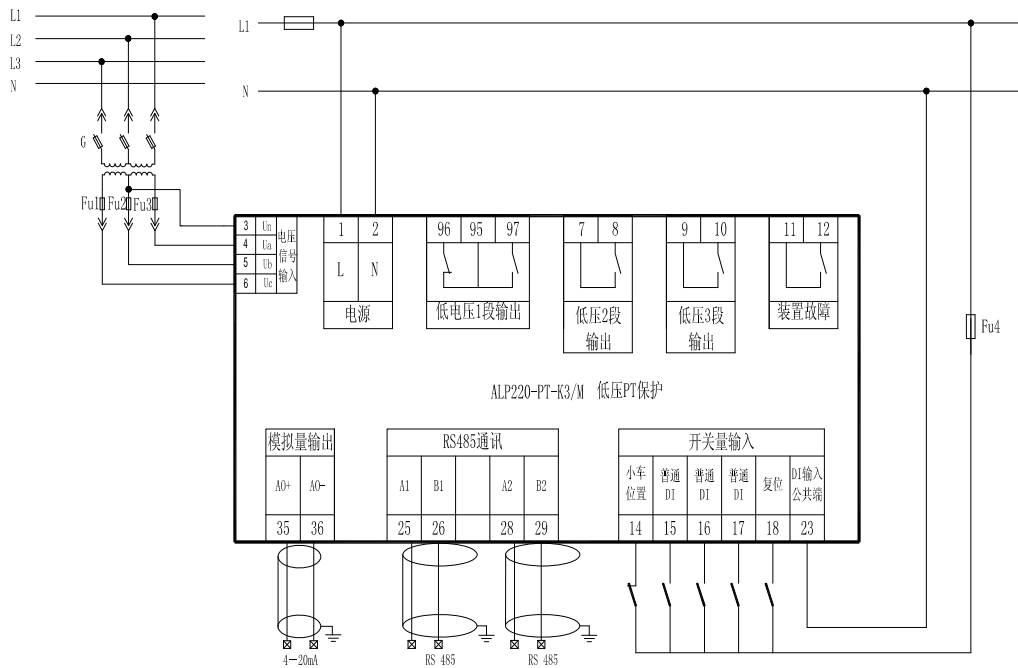 L1
L2
L3
N
L1
N
G
Fu1 Fu2 Fu3
3 Un
4 Ua
5 Ub
6 Uc
电压
信号
输入
1 2
L N
电源
96 95 97
低电压1段输出
7 8
低压2段
输出
9 10
低压3段
输出
11 12
装置故障
Fu4
ALP220-PT-K3/M 低压PT保护
模拟量输出
AO+ AO-
35 36
4—20mA
RS485通讯
A1 B1 A2 B2
25 26 28 29
RS 485 RS 485
开关量输入
小车
位置
普通
DI
普通
DI
普通
DI
复位
DI输入
公共端
14 15 16 17 18 23